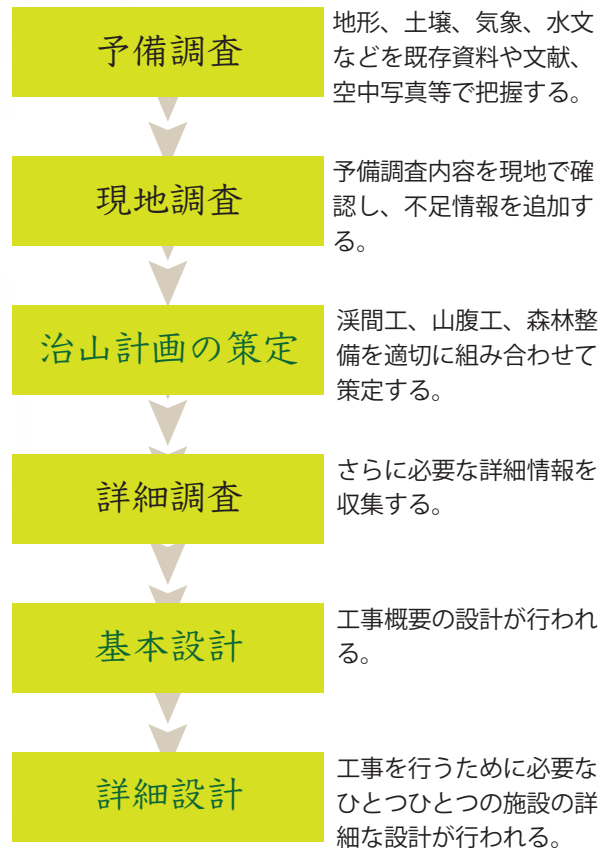 予備調査
地形、土壌、気象、水文
などを既存資料や文献、
空中写真等で把握する。
現地調査
予備調査内容を現地で確
認し、不足情報を追加す
る。
治山計画の策定
渓間工、山腹工、森林整
備を適切に組み合わせて
策定する。
詳細調査
さらに必要な詳細情報を
収集する。
基本設計
工事概要の設計が行われ
る。
詳細設計
工事を行うために必要な
ひとつひとつの施設の詳
細な設計が行われる。